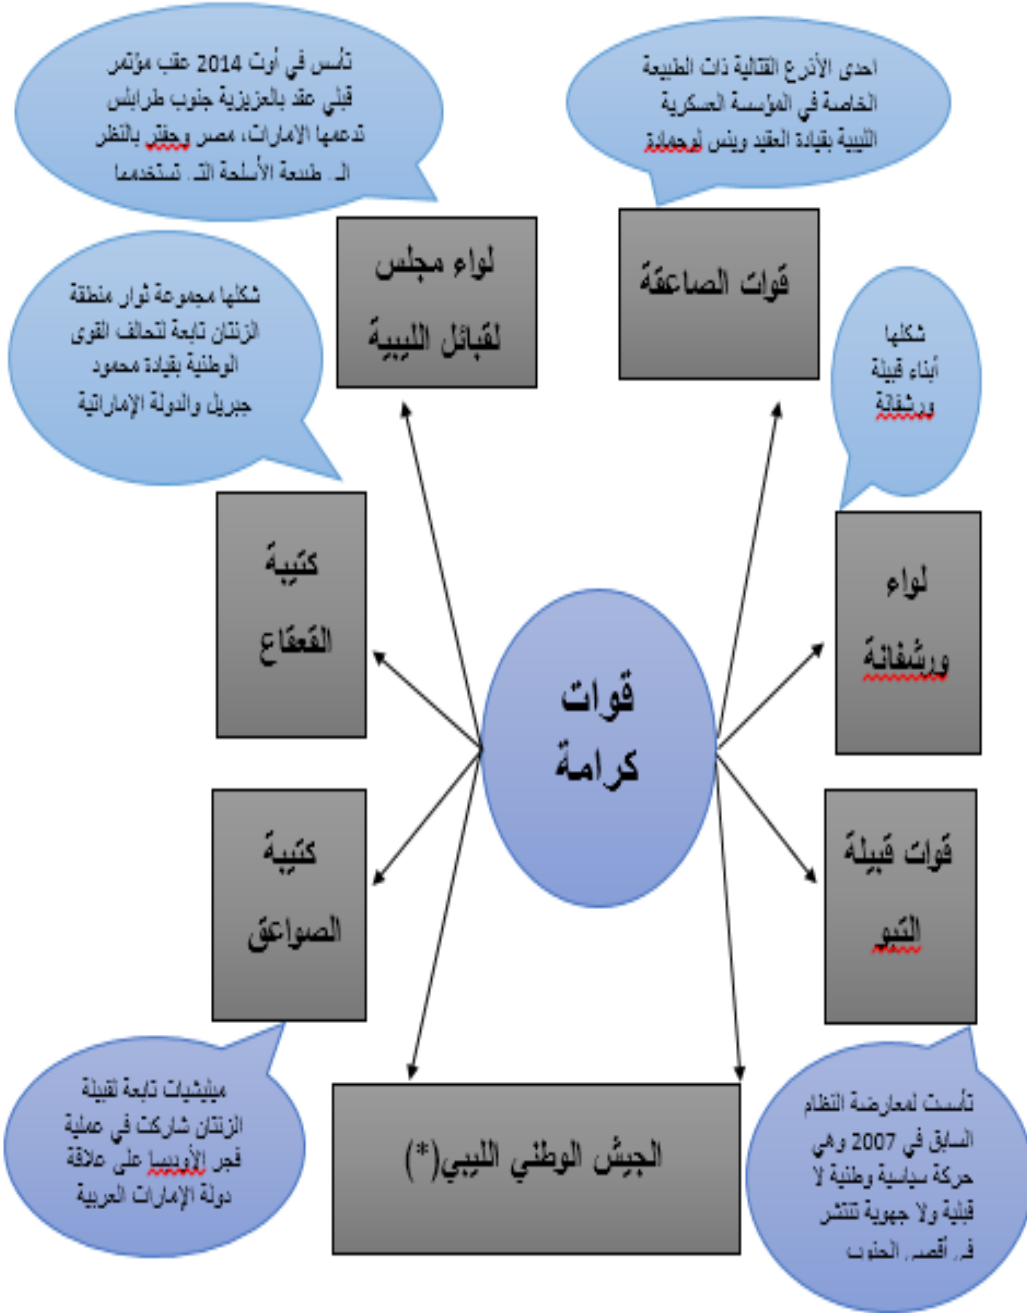 احدى الأذرع القتالية ذات الطبيعة
الخاصة في المؤسسة العسكرية
الليبية بقيادة العقيد وينس لوحمادة
تأسس في أوت 2014 عقب مؤتمر
قبلي عقد بالعزيزية جنوب طرابلس
تدعمها الامارات، مصر وحفتر بالنظر
الى طبيعة الأسلحة التي تستخدمها
قوات الصاعقة
لواء مجلس
لقبائل الليبية
شكلها
أبناء قبيلة
ورشفانة
شكلها مجموعة ثوار منطقة
الزنتان تابعة لتحالف القوى
الوطنية بقيادة محمود
جبريل والدولة الإماراتية
لواء
ورشفانة
كتيبة
القعقاع
قوات
كرامة
قوات قبيلة
التبو
كتيبة
الصواعق
تأسست لمعارضة النظام
السابق في 2007 وهي
حركة سياسية وطنية لا
قبلية ولا جهوية تنتشر
في أقصى الجنوب
ميليشيات تابعة لقبيلة
الزنتان شاركت في عملية
فجر الأوديسا على علاقة
دولة الإمارات العربية
الجيش الوطني الليبي(*)